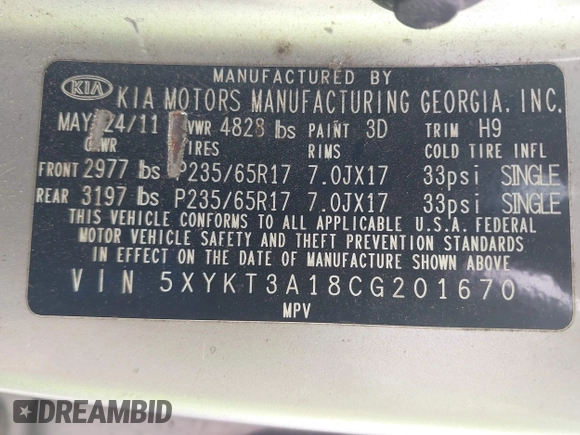 MANUFACTURED BY
KIA KIA MOTORS MANUFACTURING GEORGIA, INC.
MAY 24/11 VWR 4828 lbs PAINT 3D TRIM H9
WR IRES RIMS COLD TIRE INFL
FRONT 2977 lbs P235/65R17 7.0JX17 33psi SINGLE
REAR 3197 lbs P235/65R17 7.0JX17 33psi SINGLE
THIS VEHICLE CONFORMS TO ALL APPLICABLE U.S.A. FEDERAL
MOTOR VEHICLE SAFETY AND THEFT PREVENTION STANDARDS
IN EFFECT ON THE DATE OF MANUFACTURE SHOWN ABOVE
VIN 5XYKT3A18CG201670
MPV
DREAMBID